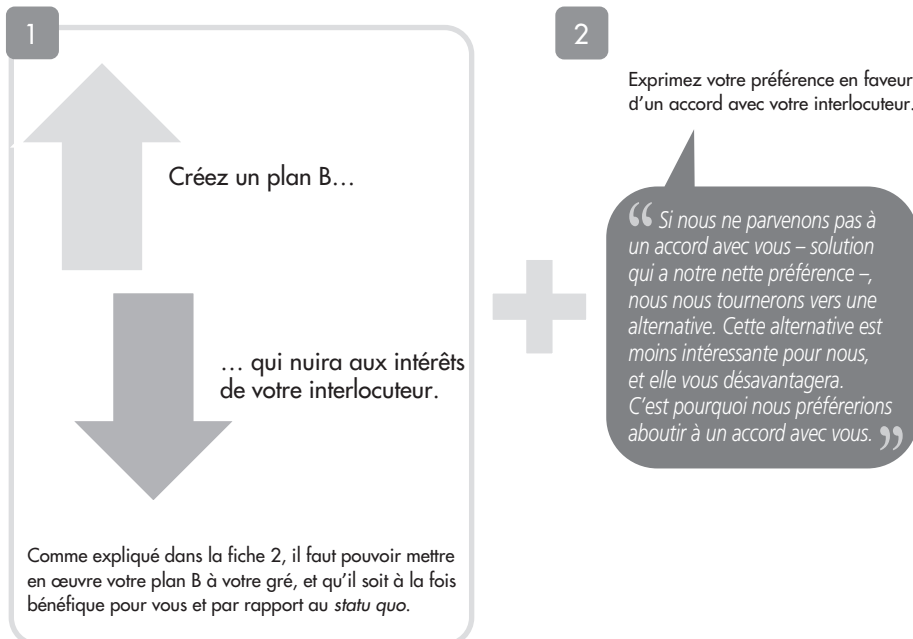 1
Créez un plan B…
… qui nuira aux intérêts
de votre interlocuteur.
Comme expliqué dans la fiche 2, il faut pouvoir mettre
en œuvre votre plan B à votre gré, et qu’il soit à la fois
bénéfique pour vous et par rapport au statu quo.
2
Exprimez votre préférence en faveur
d’un accord avec votre interlocuteur.
“ Si nous ne parvenons pas à
un accord avec vous – solution
qui a notre nette préférence –,
nous nous tournerons vers une
alternative. Cette alternative est
moins intéressante pour nous,
et elle vous désavantagera.
C’est pourquoi nous préférerions
aboutir à un accord avec vous. ”